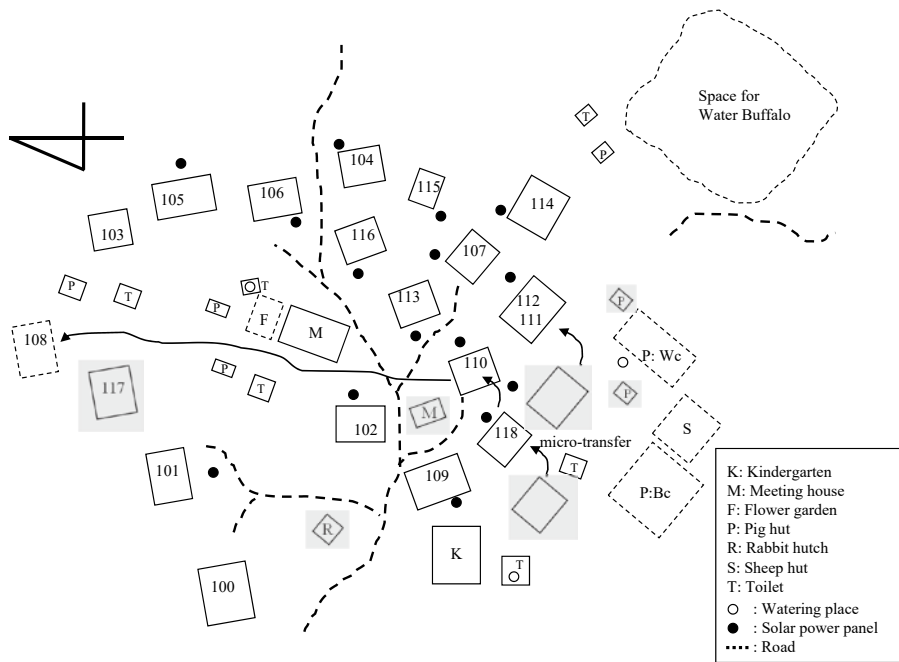 Space for
Water Buffalo
T
P
104
115
105
106
114
103
116
107
P
T
P
T
F
M
113
112
111
P
108
110
P: Wc
117
P
T
102
M
P
S
118
micro-transfer
101
109
T
P:Bc
R
K
T
100
K: Kindergarten
M: Meeting house
F: Flower garden
P: Pig hut
R: Rabbit hutch
S: Sheep hut
T: Toilet
: Watering place
: Solar power panel
: Road